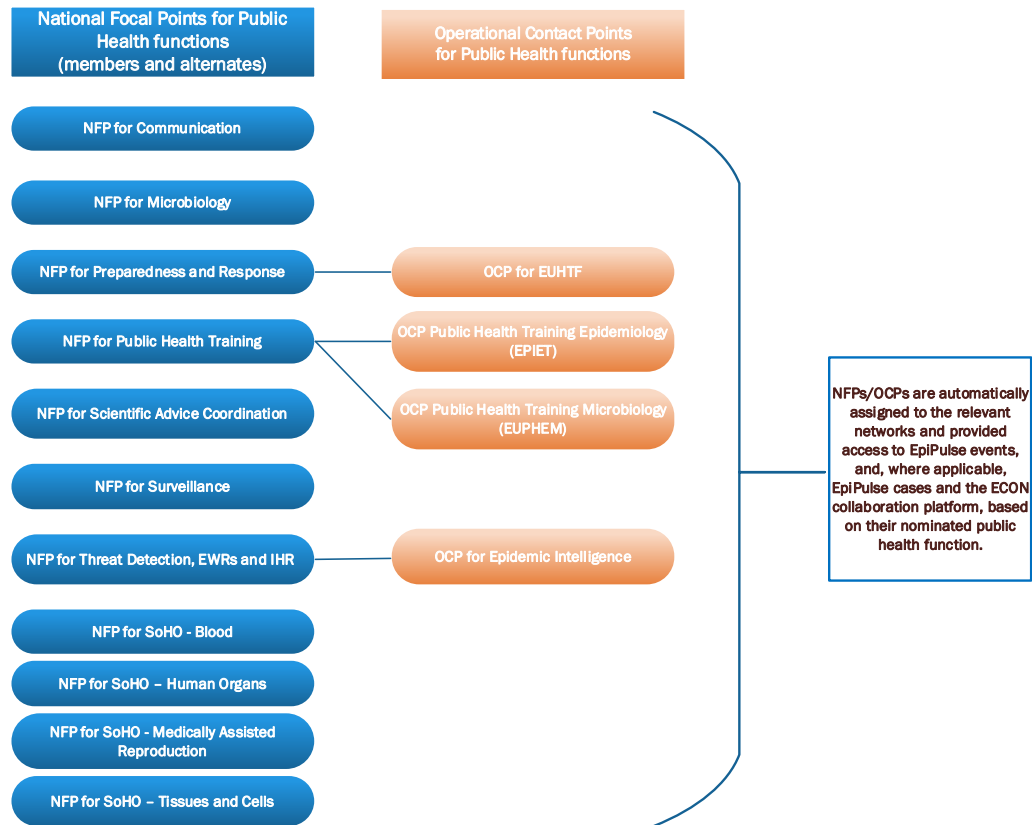 National Focal Points for Public
Health functions
(members and alternates)
Operational Contact Points
for Public Health functions
NFP for Communication
NFP for Microbiology
NFP for Preparedness and Response
OCP for EUHTF
NFP for Public Health Training
OCP Public Health Training Epidemiology
(EPIET)
NFP for Scientific Advice Coordination
OCP Public Health Training Microbiology
(EUPHEM)
NFP for Surveillance
NFP for Threat Detection, EWRs and IHR
OCP for Epidemic Intelligence
NFP for SoHO - Blood
NFP for SoHO – Human Organs
NFP for SoHO - Medically Assisted
Reproduction
NFP for SoHO – Tissues and Cells
NFPs/OCPs are automatically
assigned to the relevant
networks and provided
access to EpiPulse events,
and, where applicable,
EpiPulse cases and the ECON
collaboration platform, based
on their nominated public
health function.